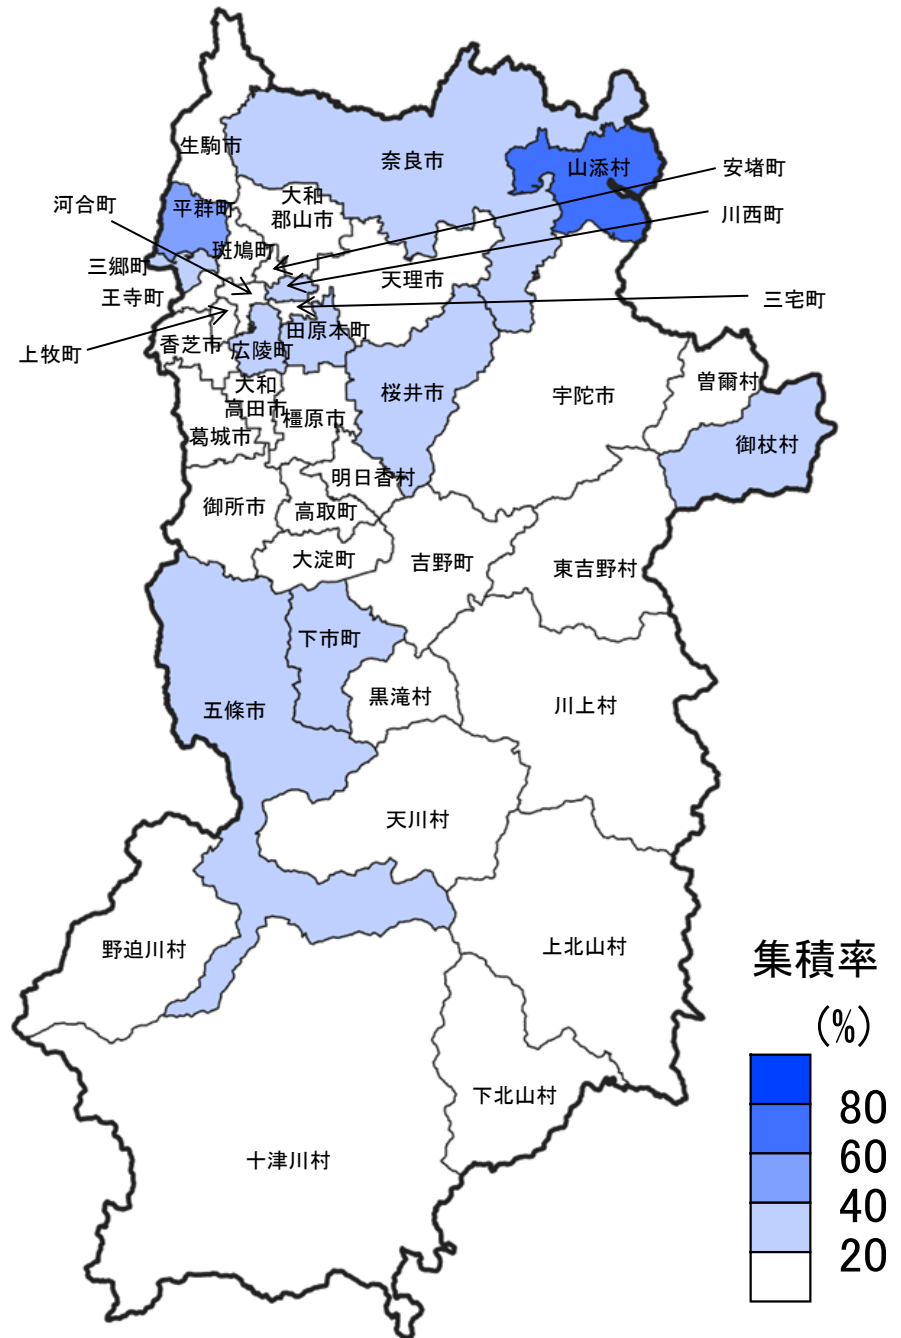 生駒市
奈良市
山添村
安堵町
河合町
平群町
大和
郡山市
川西町
斑鳩町
三郷町
天理市
王寺町
三宅町
田原本町
上牧町
香芝市
広陵町
大和
高田市
桜井市
宇陀市
曽爾村
葛城市
橿原市
御杖村
明日香村
御所市
高取町
大淀町
吉野町
東吉野村
下市町
五條市
黒滝村
川上村
天川村
野迫川村
上北山村
下北山村
十津川村
集積率
(%)
80
60
40
20